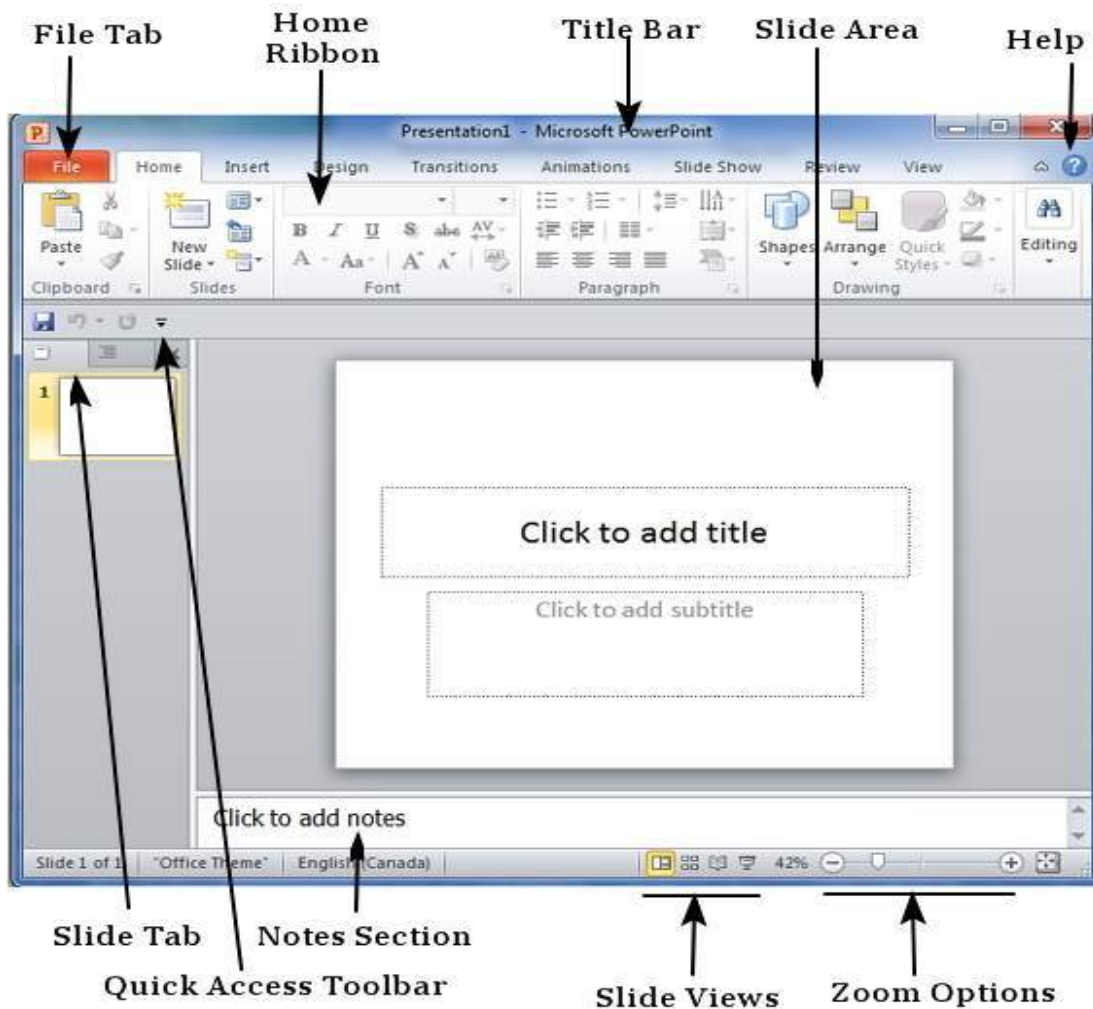 File Tab
Home
Ribbon
Title Bar
Slide Area
Help
Presentation1 - Microsoft PowerPoint
File Home Insert Design Transitions Animations Slide Show Review View
Paste
New
Slide
Shapes Arrange Quick
Styles
Editing
B I U S abc AV
A Aa A A
Clipboard Slides Font Paragraph Drawing
1
Click to add title
Click to add subtitle
Click to add notes
Slide 1 of 1 "Office Theme" English (Canada) 42%
Slide Tab
Notes Section
Quick Access Toolbar
Slide Views
Zoom Options